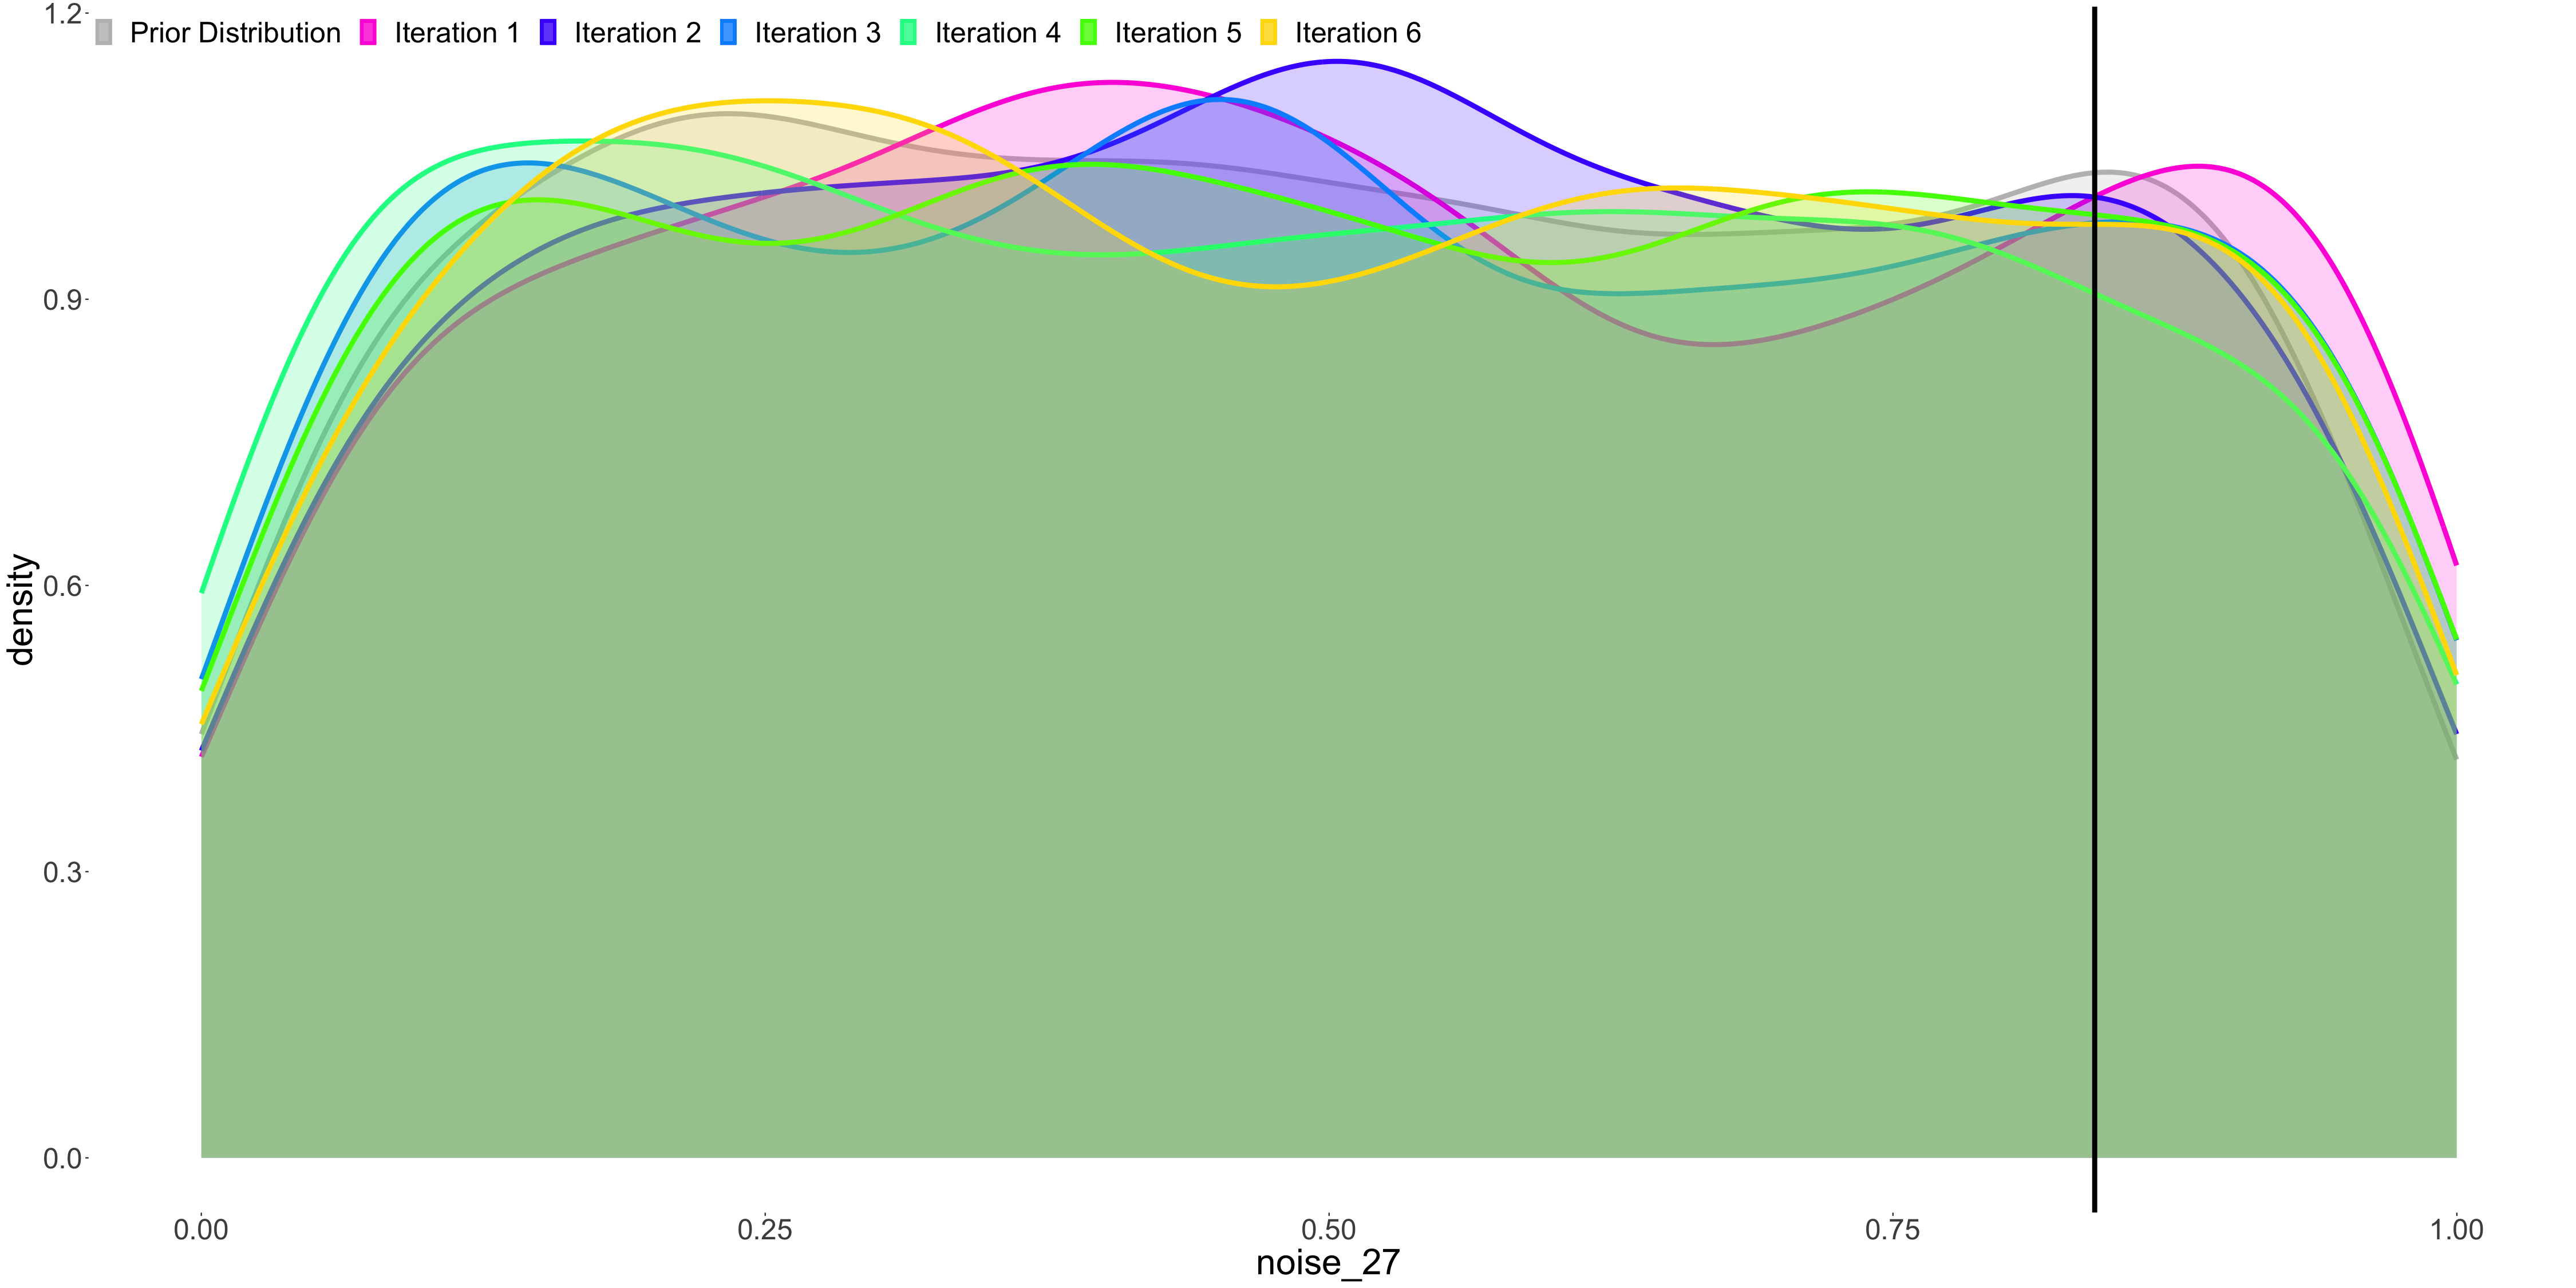 Prior Distribution Iteration 1 Iteration 2 Iteration 3 Iteration 4 Iteration 5 Iteration 6
1.2
0.9
0.6
0.3
0.0
density
0.00 0.25 0.50 0.75 1.00
noise_27